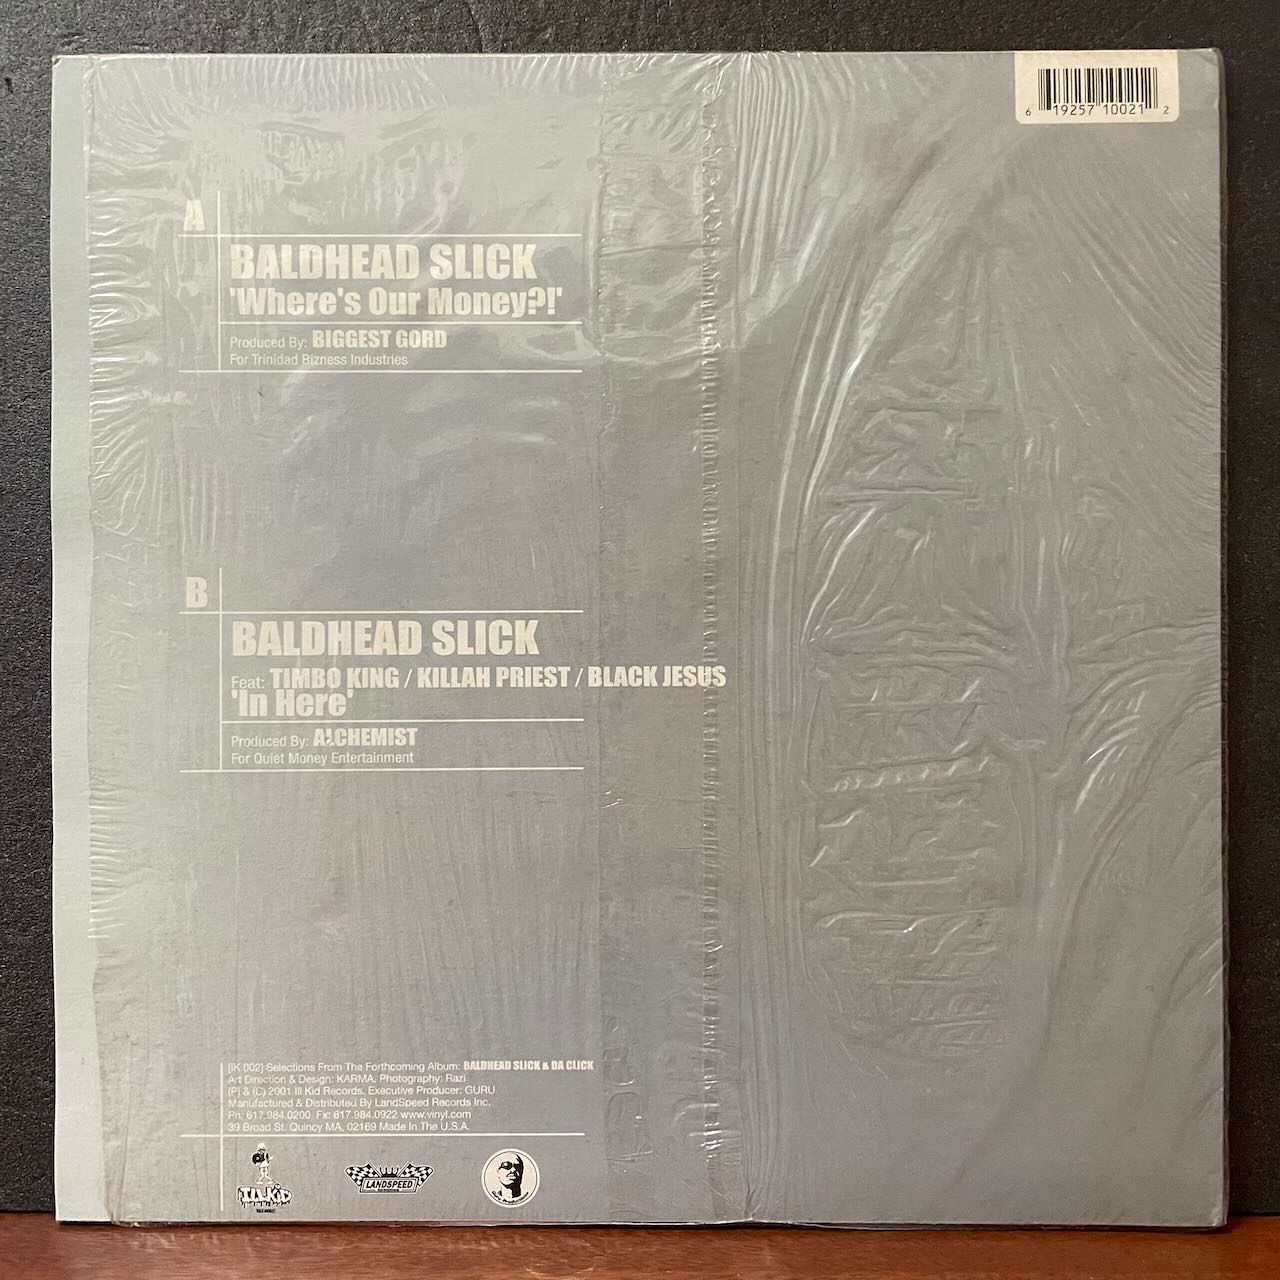 6 19257 10021 2
A
BALDHEAD SLICK
'Where's Our Money?!'
Produced By: BIGGEST GORD
For Trinidad Bizness Industries
B
BALDHEAD SLICK
Feat: TIMBO KING / KILLAH PRIEST / BLACK JESUS
'In Here'
Produced By: ALCHEMIST
For Quiet Money Entertainment
[IK 002] Selections From The Forthcoming Album: BALDHEAD SLICK & DA CLICK
Art Direction & Design: KARMA. Photography: Razi
(P) & (C) 2001 Ill Kid Records. Executive Producer: GURU
Manufactured & Distributed By LandSpeed Records Inc.
Ph: 617.984.0200 Fx: 617.984.0922 www.vinyl.com
39 Broad St. Quincy MA, 02169 Made In The U.S.A.
ILL KID
RECORDS
LANDSPEED
RECORDS